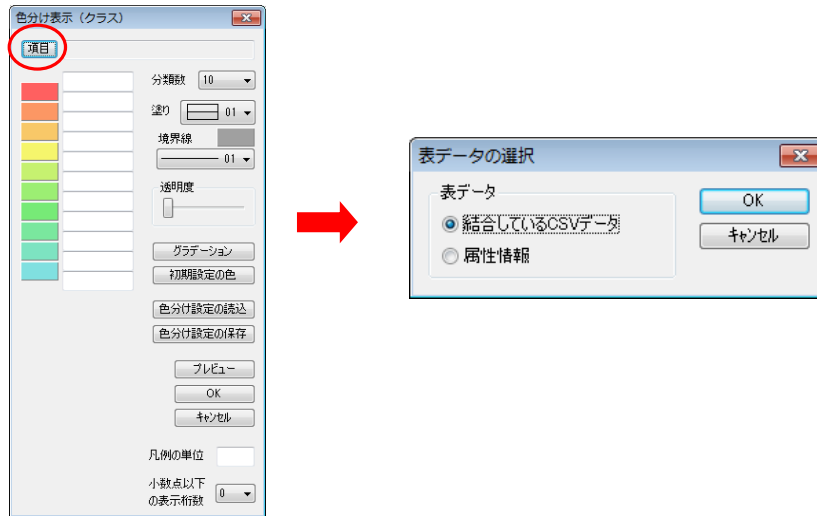 色分け表示（クラス）
項目
分類数 10
塗り 01
境界線
01
透明度
グラデーション
初期設定の色
色分け設定の読込
色分け設定の保存
プレビュー
OK
キャンセル
凡例の単位
小数点以下
の表示桁数 0
表データの選択
表データ
結合しているCSVデータ
属性情報
OK
キャンセル